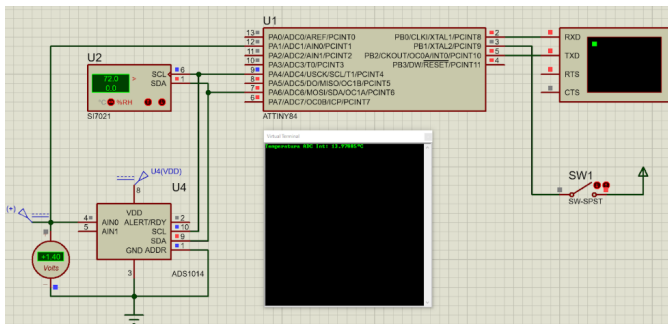 U1
13 PA0/ADC0/AREF/PCINT0 PB0/CLKI/XTAL1/PCINT8 2
12 PA1/ADC1/AIN0/PCINT1 PB1/XTAL2/PCINT9 3
11 PA2/ADC2/AIN1/PCINT2 PB2/CKOUT/OC0A/INT0/PCINT10 5
10 PA3/ADC3/T0/PCINT3 PB3/DW/RESET/PCINT11 4
9 PA4/ADC4/USCK/SCL/T1/PCINT4
8 PA5/ADC5/DO/MISO/OC1B/PCINT5
7 PA6/ADC6/MOSI/SDA/OC1A/PCINT6
6 PA7/ADC7/OC0B/ICP/PCINT7
ATTINY84
RXD
TXD
RTS
CTS
U2
72.0 >
0.0
°C %RH
SCL 6
SDA 1
SI7021
Virtual Terminal
U4(VDD)
8
U4
VDD
4 AIN0 ALERT/RDY 2
5 AIN1 SCL 10
SDA 9
GND ADDR 1
3
ADS1014
(+)
+1.40
Volts
SW1
SW-SPST